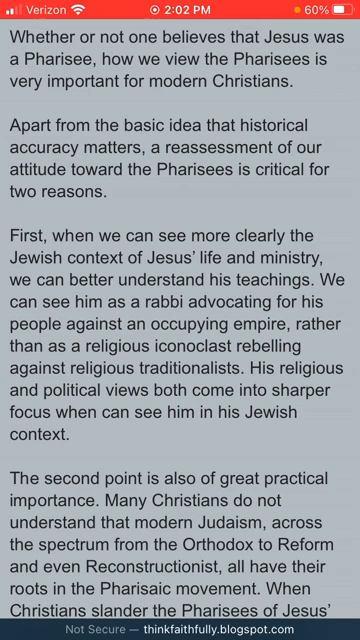 Verizon 2:02 PM 60%
Whether or not one believes that Jesus was
a Pharisee, how we view the Pharisees is
very important for modern Christians.
Apart from the basic idea that historical
accuracy matters, a reassessment of our
attitude toward the Pharisees is critical for
two reasons.
First, when we can see more clearly the
Jewish context of Jesus’ life and ministry,
we can better understand his teachings. We
can see him as a rabbi advocating for his
people against an occupying empire, rather
than as a religious iconoclast rebelling
against religious traditionalists. His religious
and political views both come into sharper
focus when can see him in his Jewish
context.
The second point is also of great practical
importance. Many Christians do not
understand that modern Judaism, across
the spectrum from the Orthodox to Reform
and even Reconstructionist, all have their
roots in the Pharisaic movement. When
Christians slander the Pharisees of Jesus’
Not Secure — thinkfaithfully.blogspot.com